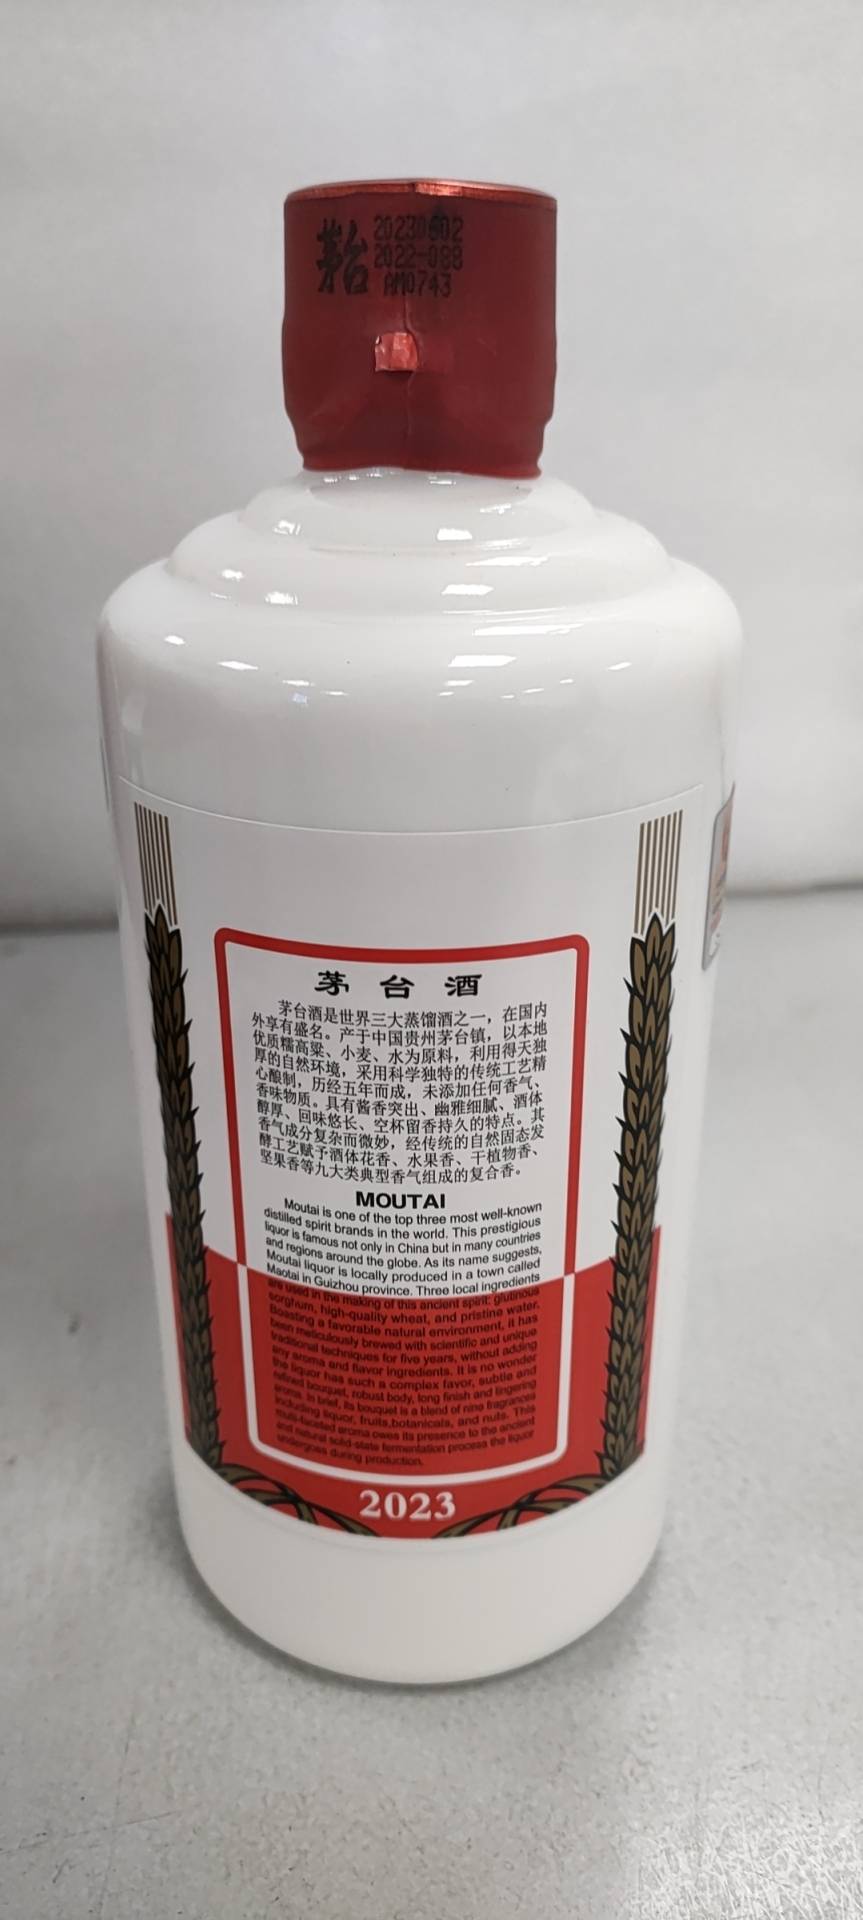 茅台
2022-088
AM0743
茅台酒
茅台酒是世界三大蒸馏酒之一，在国内
外享有盛名。产于中国贵州茅台镇，以本地
优质糯高粱、小麦、水为原料，利用得天独
厚的自然环境，采用科学独特的传统工艺精
心酿制，历经五年而成，未添加任何香气、
香味物质。具有酱香突出、幽雅细腻、酒体
醇厚、回味悠长、空杯留香持久的特点。其
香气成分复杂而微妙，经传统的自然固态发
酵工艺赋予酒体花香、水果香、干植物香、
坚果香等九大类典型香气组成的复合香。
MOUTAI
Moutai is one of the top three most well-known
distilled spirit brands in the world. This prestigious
liquor is famous not only in China but in many countries
and regions around the globe. As its name suggests,
Moutai liquor is locally produced in a town called
Maotai in Guizhou province. Three local ingredients
are used in the making of this ancient spirit: glutinous
sorghum, high-quality wheat, and pristine water.
Boasting a favorable natural environment, it has
been meticulously brewed with scientific and unique
traditional techniques for five years, without adding
any aroma and flavor ingredients. It is no wonder
the liquor has such a complex favor, subtle and
refined bouquet, robust body, long finish and lingering
aroma. In brief, its bouquet is a blend of nine fragrances
including liquor, fruits,botanicals, and nuts. This
multi-faceted aroma owes its presence to the ancient
and natural solid-state fermentation process the liquor
undergoes during production.
2023